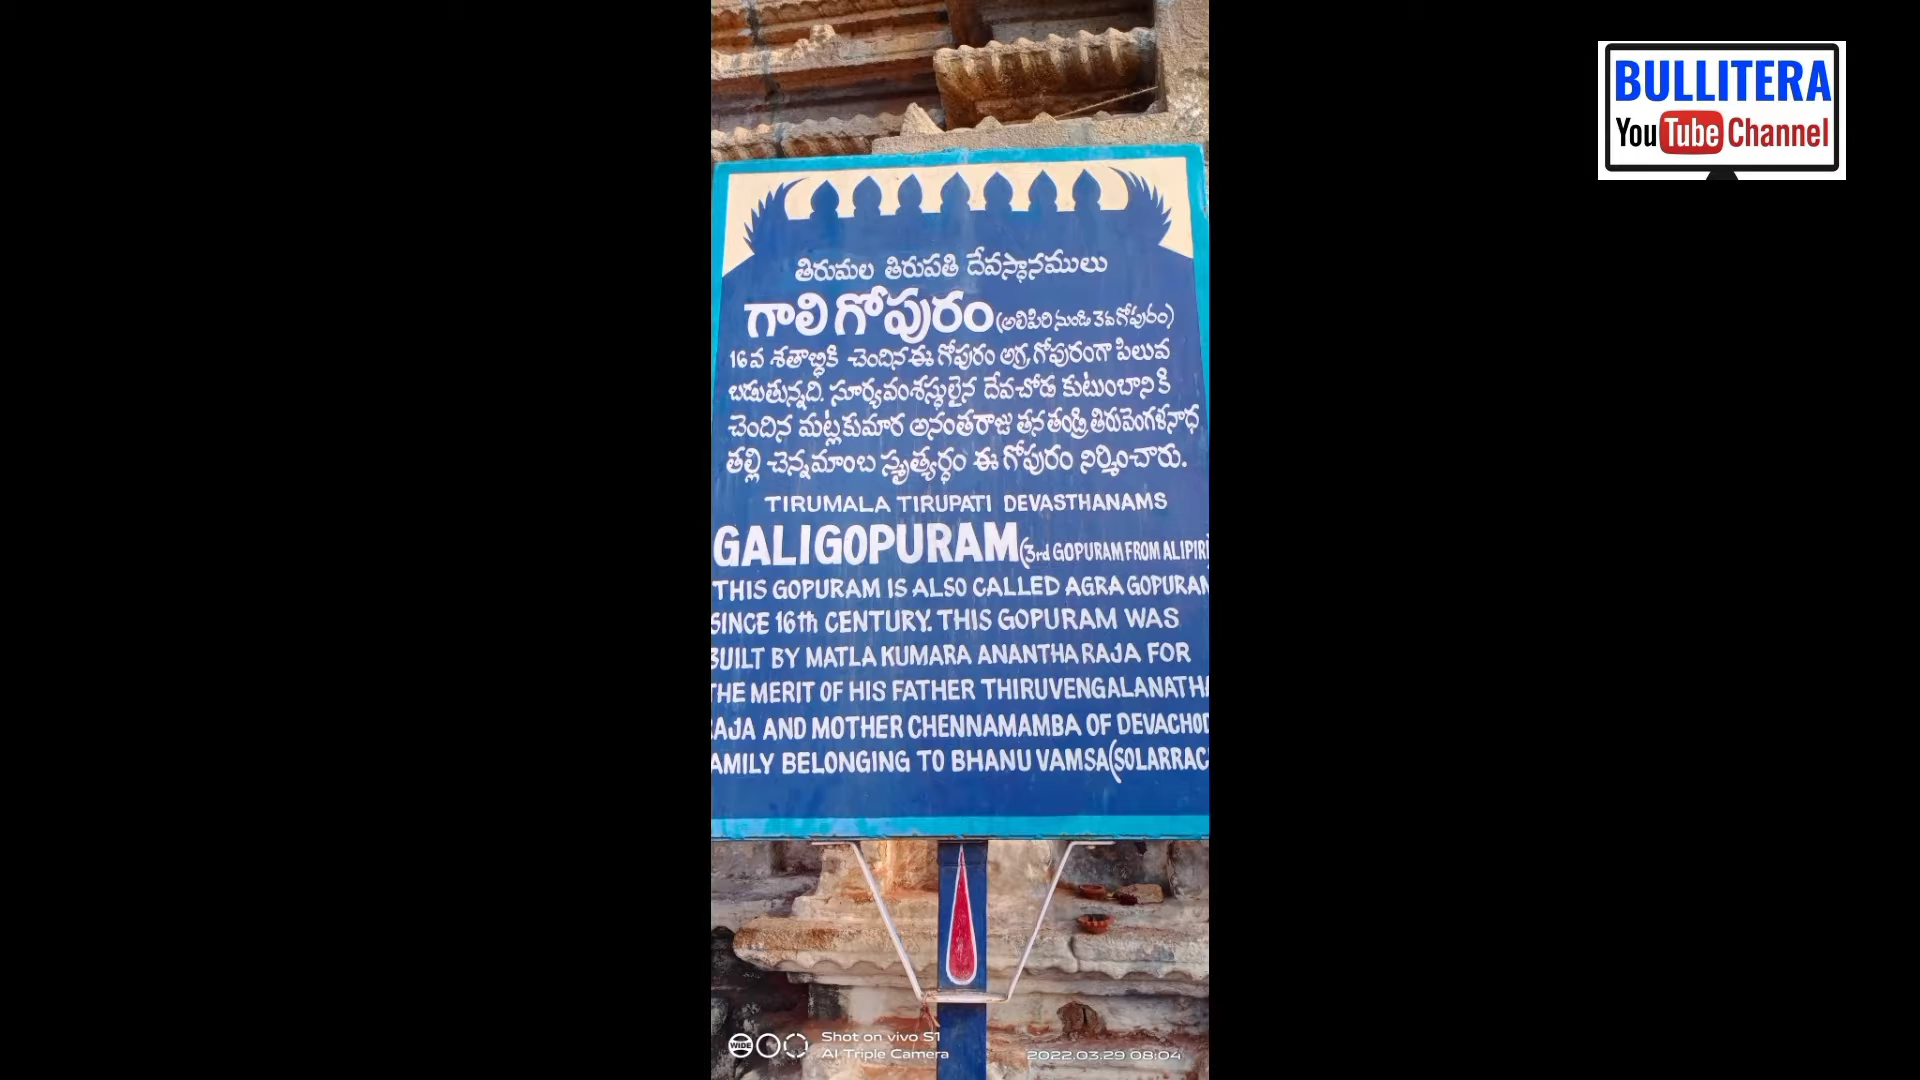 BULLITERA
YouTube Channel
తిరుమల తిరుపతి దేవస్థానములు
గాలి గోపురం (అలిపిరి నుండి 3వ గోపురం)
16వ శతాబ్ధికి చెందిన ఈ గోపురం అగ్ర గోపురంగా పిలువ
బడుతున్నది. సూర్యవంశస్థులైన దేవచోడ కుటుంబానికి
చెందిన మట్లకుమార అనంతరాజు తన తండ్రి తిరువెంగళనాధ
తల్లి చెన్నమాంబ స్మృత్యర్ధం ఈ గోపురం నిర్మించారు.
TIRUMALA TIRUPATI DEVASTHANAMS
GALIGOPURAM (3rd GOPURAM FROM ALIPIRI)
THIS GOPURAM IS ALSO CALLED AGRA GOPURAM
SINCE 16th CENTURY. THIS GOPURAM WAS
BUILT BY MATLA KUMARA ANANTHA RAJA FOR
THE MERIT OF HIS FATHER THIRUVENGALANATHA
AJA AND MOTHER CHENNAMAMBA OF DEVACHOD
AMILY BELONGING TO BHANU VAMSA (SOLARRAC
WIDE
Shot on vivo S1
AI Triple Camera
2022.03.29 08:04